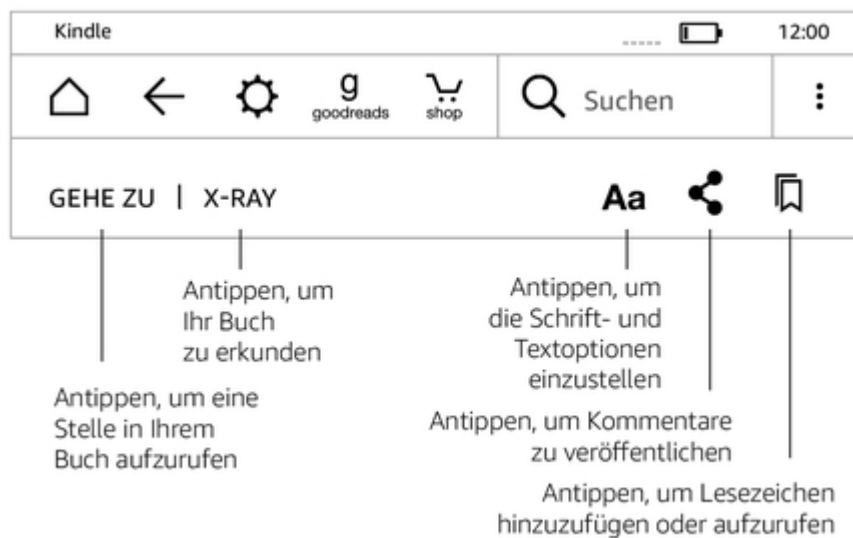 Kindle
12:00
g
goodreads
shop
Suchen
GEHE ZU | X-RAY
Aa
Antippen, um
Ihr Buch
zu erkunden
Antippen, um
die Schrift- und
Textoptionen
einzustellen
Antippen, um eine
Stelle in Ihrem
Buch aufzurufen
Antippen, um Kommentare
zu veröffentlichen
Antippen, um Lesezeichen
hinzuzufügen oder aufzurufen